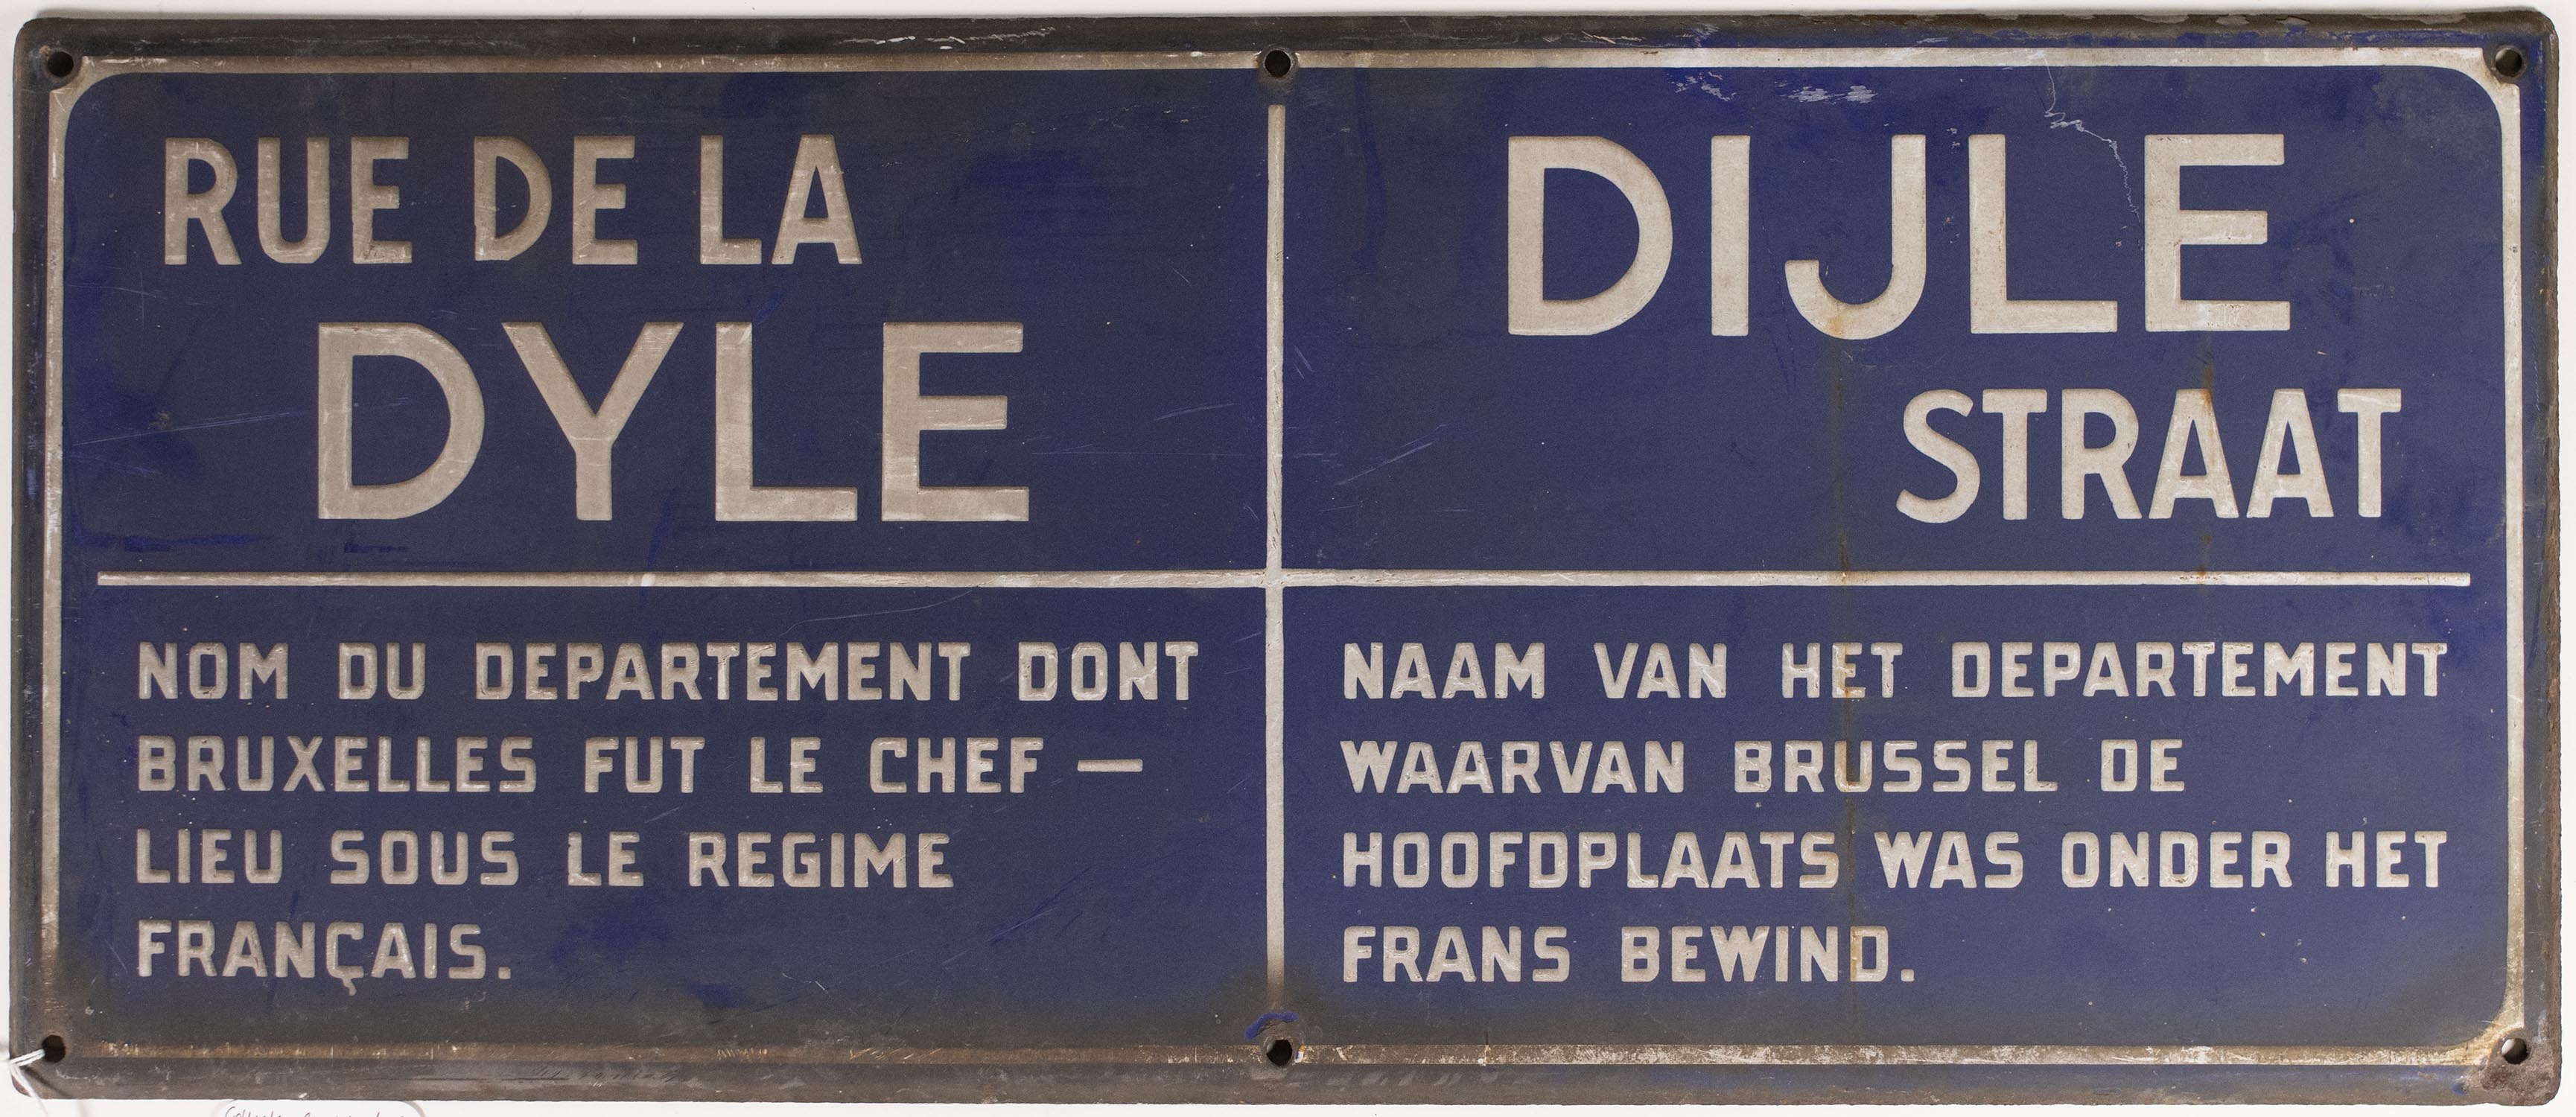 RUE DE LA
DYLE
DIJLE
STRAAT
NOM DU DEPARTEMENT DONT
BRUXELLES FUT LE CHEF —
LIEU SOUS LE REGIME
FRANÇAIS.
NAAM VAN HET DEPARTEMENT
WAARVAN BRUSSEL DE
HOOFDPLAATS WAS ONDER HET
FRANS BEWIND.